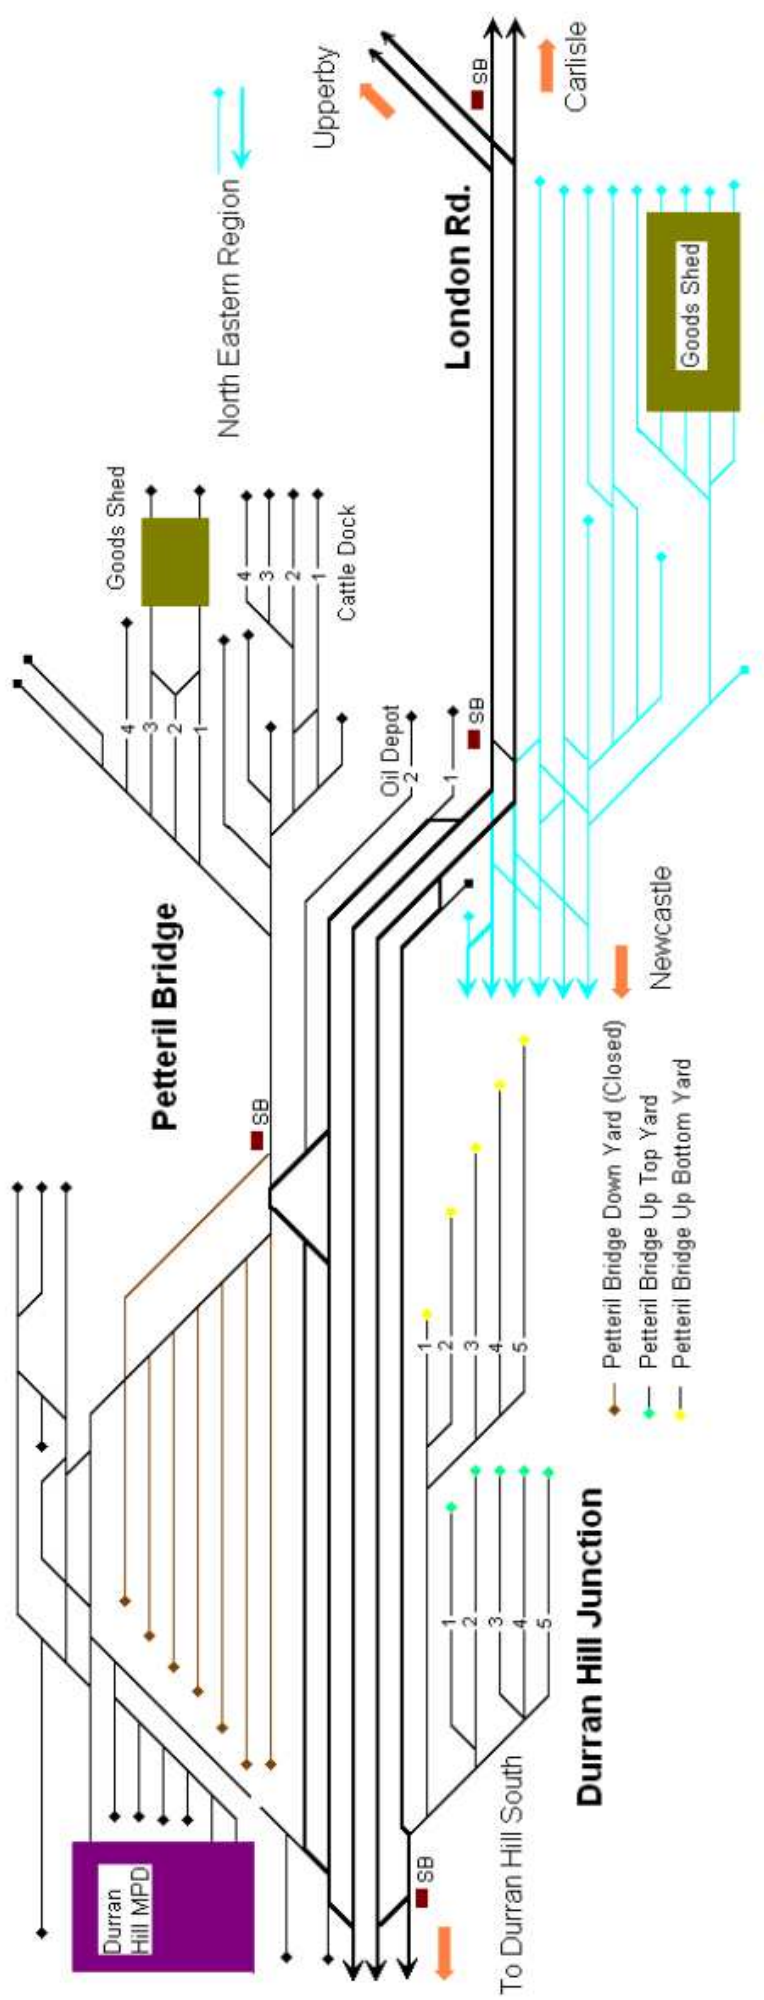 Durran
Hill MPD
To Durran Hill South
SB
Durran Hill Junction
1
2
3
4
5
1
2
3
4
5
Petteril Bridge Down Yard (Closed)
Petteril Bridge Up Top Yard
Petteril Bridge Up Bottom Yard
SB
Petteril Bridge
Newcastle
4
3
2
1
Goods Shed
4
3
2
1
Cattle Dock
Oil Depot
2
1
SB
North Eastern Region
London Rd.
Goods Shed
Upperby
SB
Carlisle